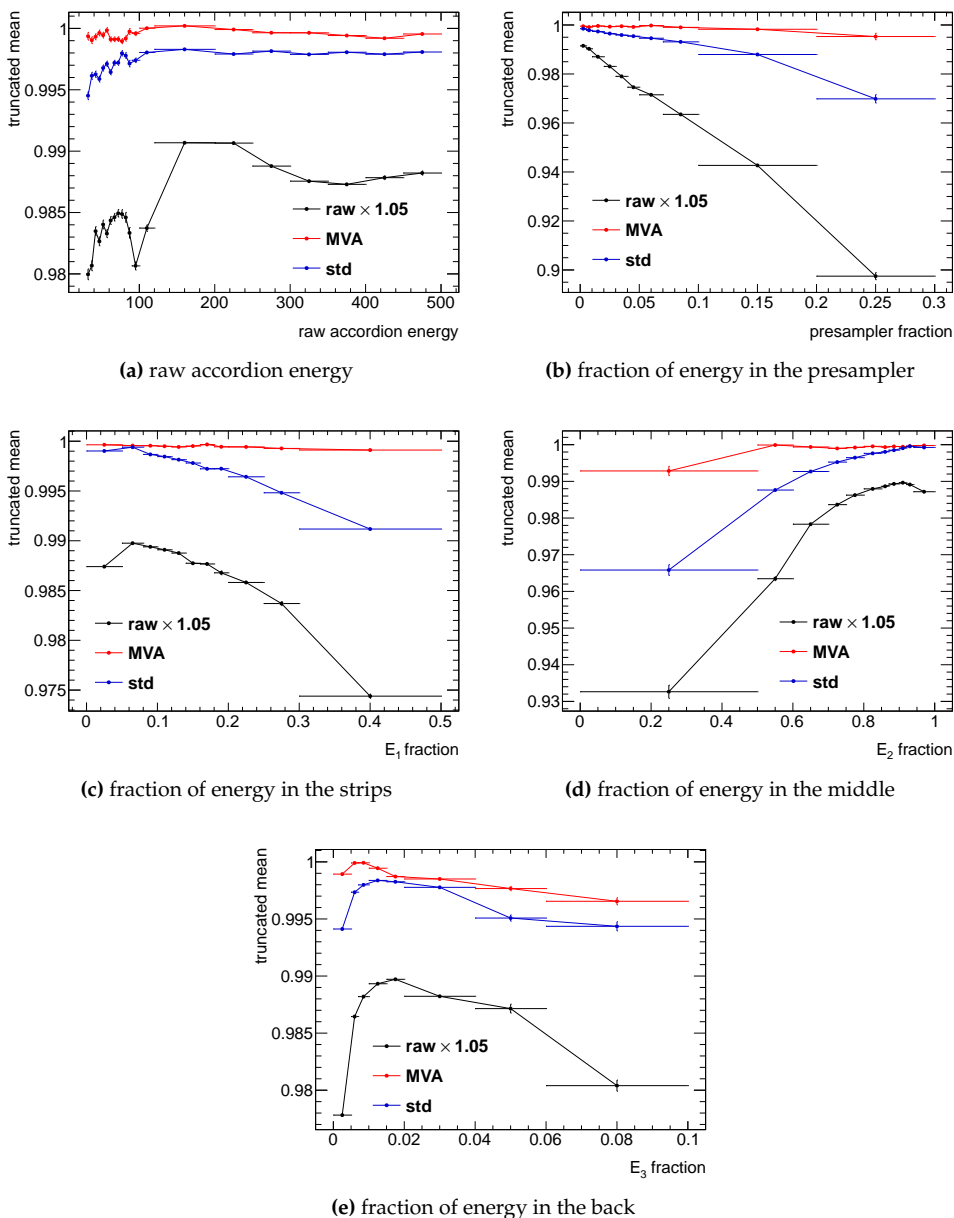 truncated mean
1
0.995
0.99
0.985
0.98
raw × 1.05
MVA
std
100 200 300 400 500
raw accordion energy
(a) raw accordion energy
truncated mean
1
0.98
0.96
0.94
0.92
0.9
raw × 1.05
MVA
std
0 0.05 0.1 0.15 0.2 0.25 0.3
presampler fraction
(b) fraction of energy in the presampler
truncated mean
1
0.995
0.99
0.985
0.98
0.975
raw × 1.05
MVA
std
0 0.1 0.2 0.3 0.4 0.5
E1 fraction
(c) fraction of energy in the strips
truncated mean
1
0.99
0.98
0.97
0.96
0.95
0.94
0.93
raw × 1.05
MVA
std
0 0.2 0.4 0.6 0.8 1
E2 fraction
(d) fraction of energy in the middle
truncated mean
1
0.995
0.99
0.985
0.98
raw × 1.05
MVA
std
0 0.02 0.04 0.06 0.08 0.1
E3 fraction
(e) fraction of energy in the back